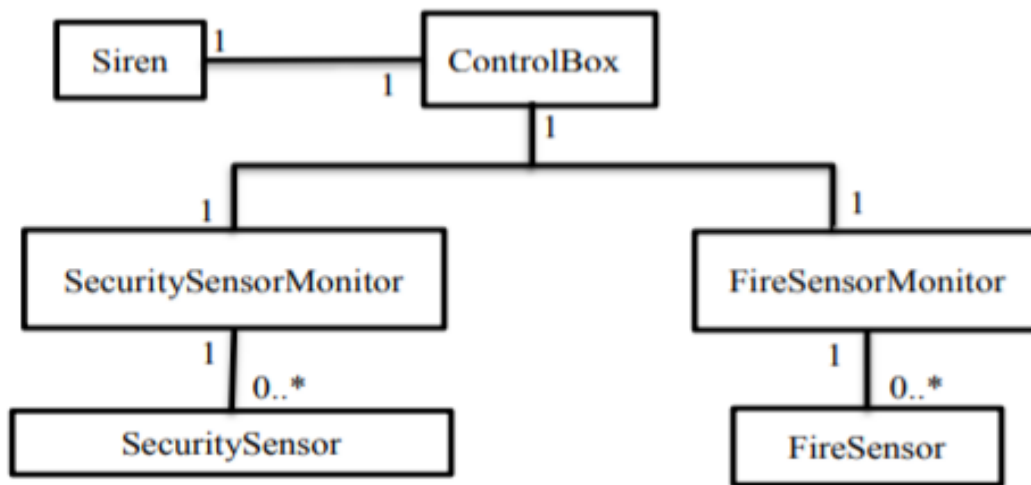 Siren
1
1
ControlBox
1
1
1
SecuritySensorMonitor
FireSensorMonitor
1
0..*
1
0..*
SecuritySensor
FireSensor